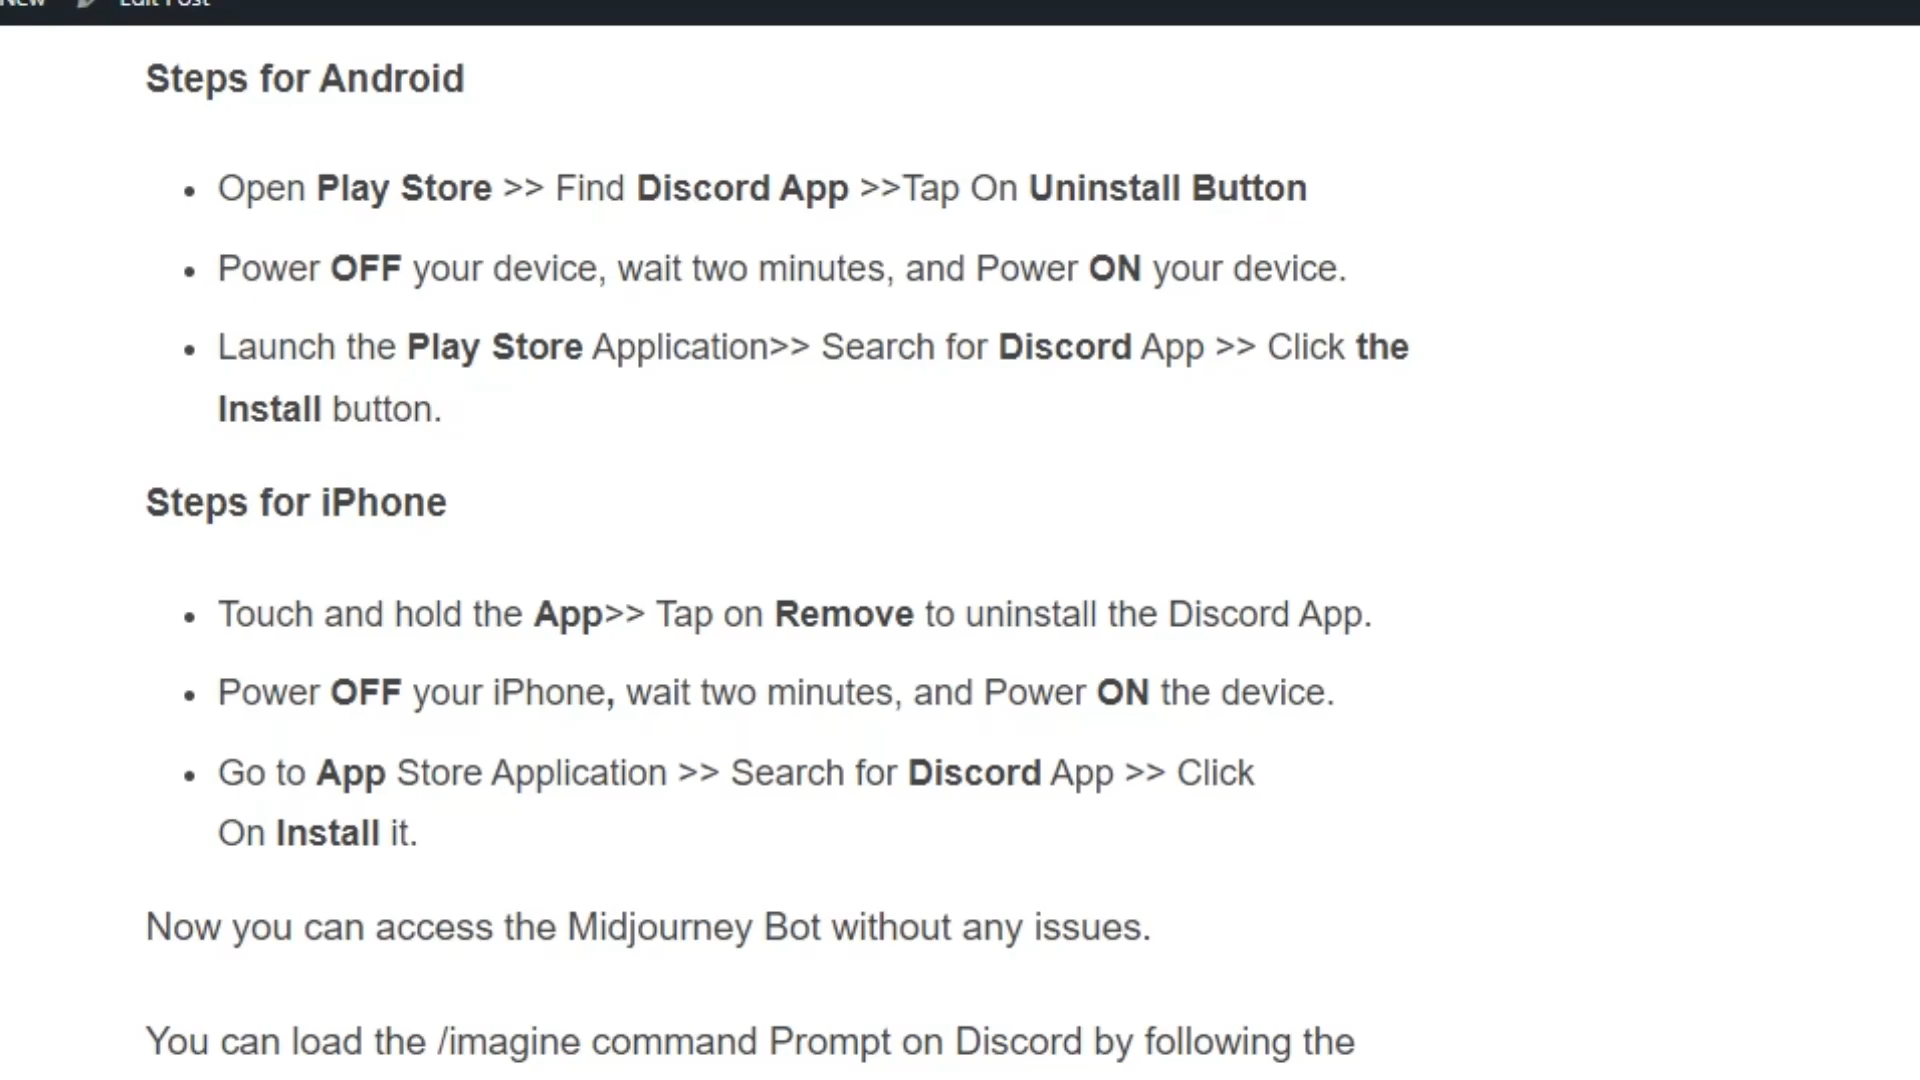 New Edit Post
Steps for Android
• Open Play Store >> Find Discord App >>Tap On Uninstall Button
• Power OFF your device, wait two minutes, and Power ON your device.
• Launch the Play Store Application>> Search for Discord App >> Click the
Install button.
Steps for iPhone
• Touch and hold the App>> Tap on Remove to uninstall the Discord App.
• Power OFF your iPhone, wait two minutes, and Power ON the device.
• Go to App Store Application >> Search for Discord App >> Click
On Install it.
Now you can access the Midjourney Bot without any issues.
You can load the /imagine command Prompt on Discord by following the